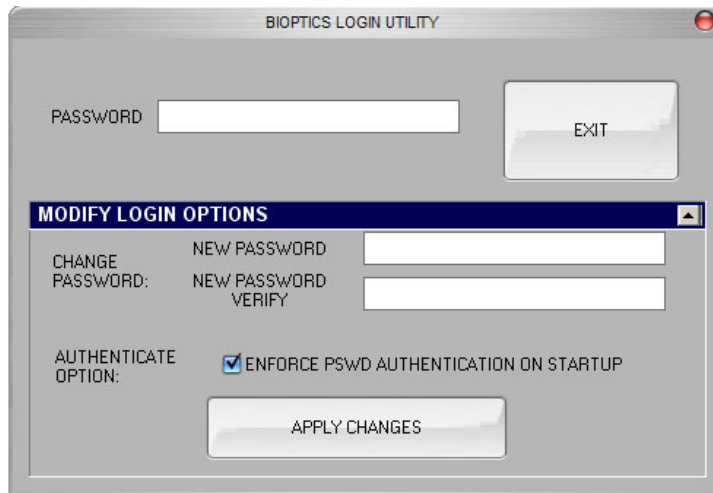 BIOPTICS LOGIN UTILITY
PASSWORD
EXIT
MODIFY LOGIN OPTIONS
CHANGE
PASSWORD:
NEW PASSWORD
NEW PASSWORD
VERIFY
AUTHENTICATE
OPTION:
ENFORCE PSWD AUTHENTICATION ON STARTUP
APPLY CHANGES